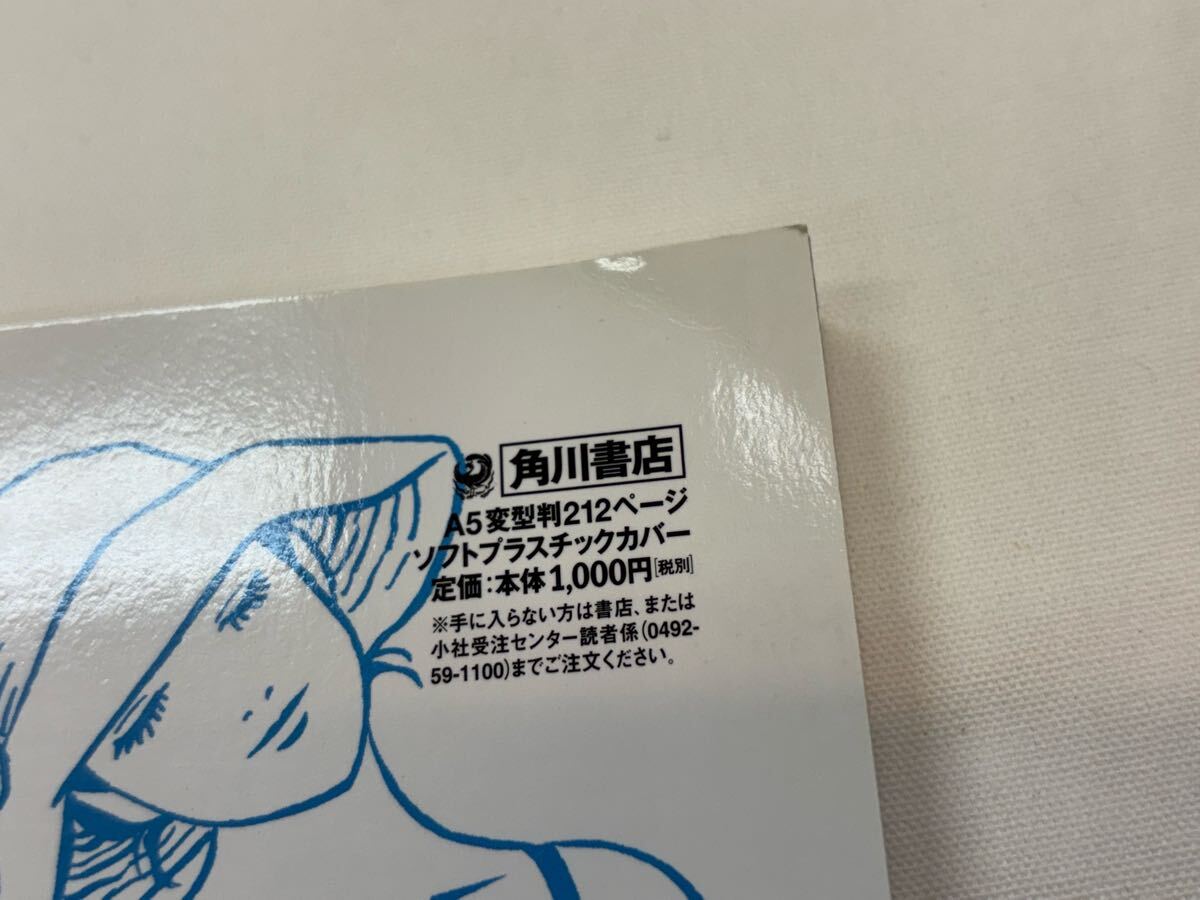 角川書店
A5変型判212ページ
ソフトプラスチックカバー
定価:本体1,000円[税別]
※手に入らない方は書店、または
小社受注センター読者係(0492-
59-1100)までご注文ください。